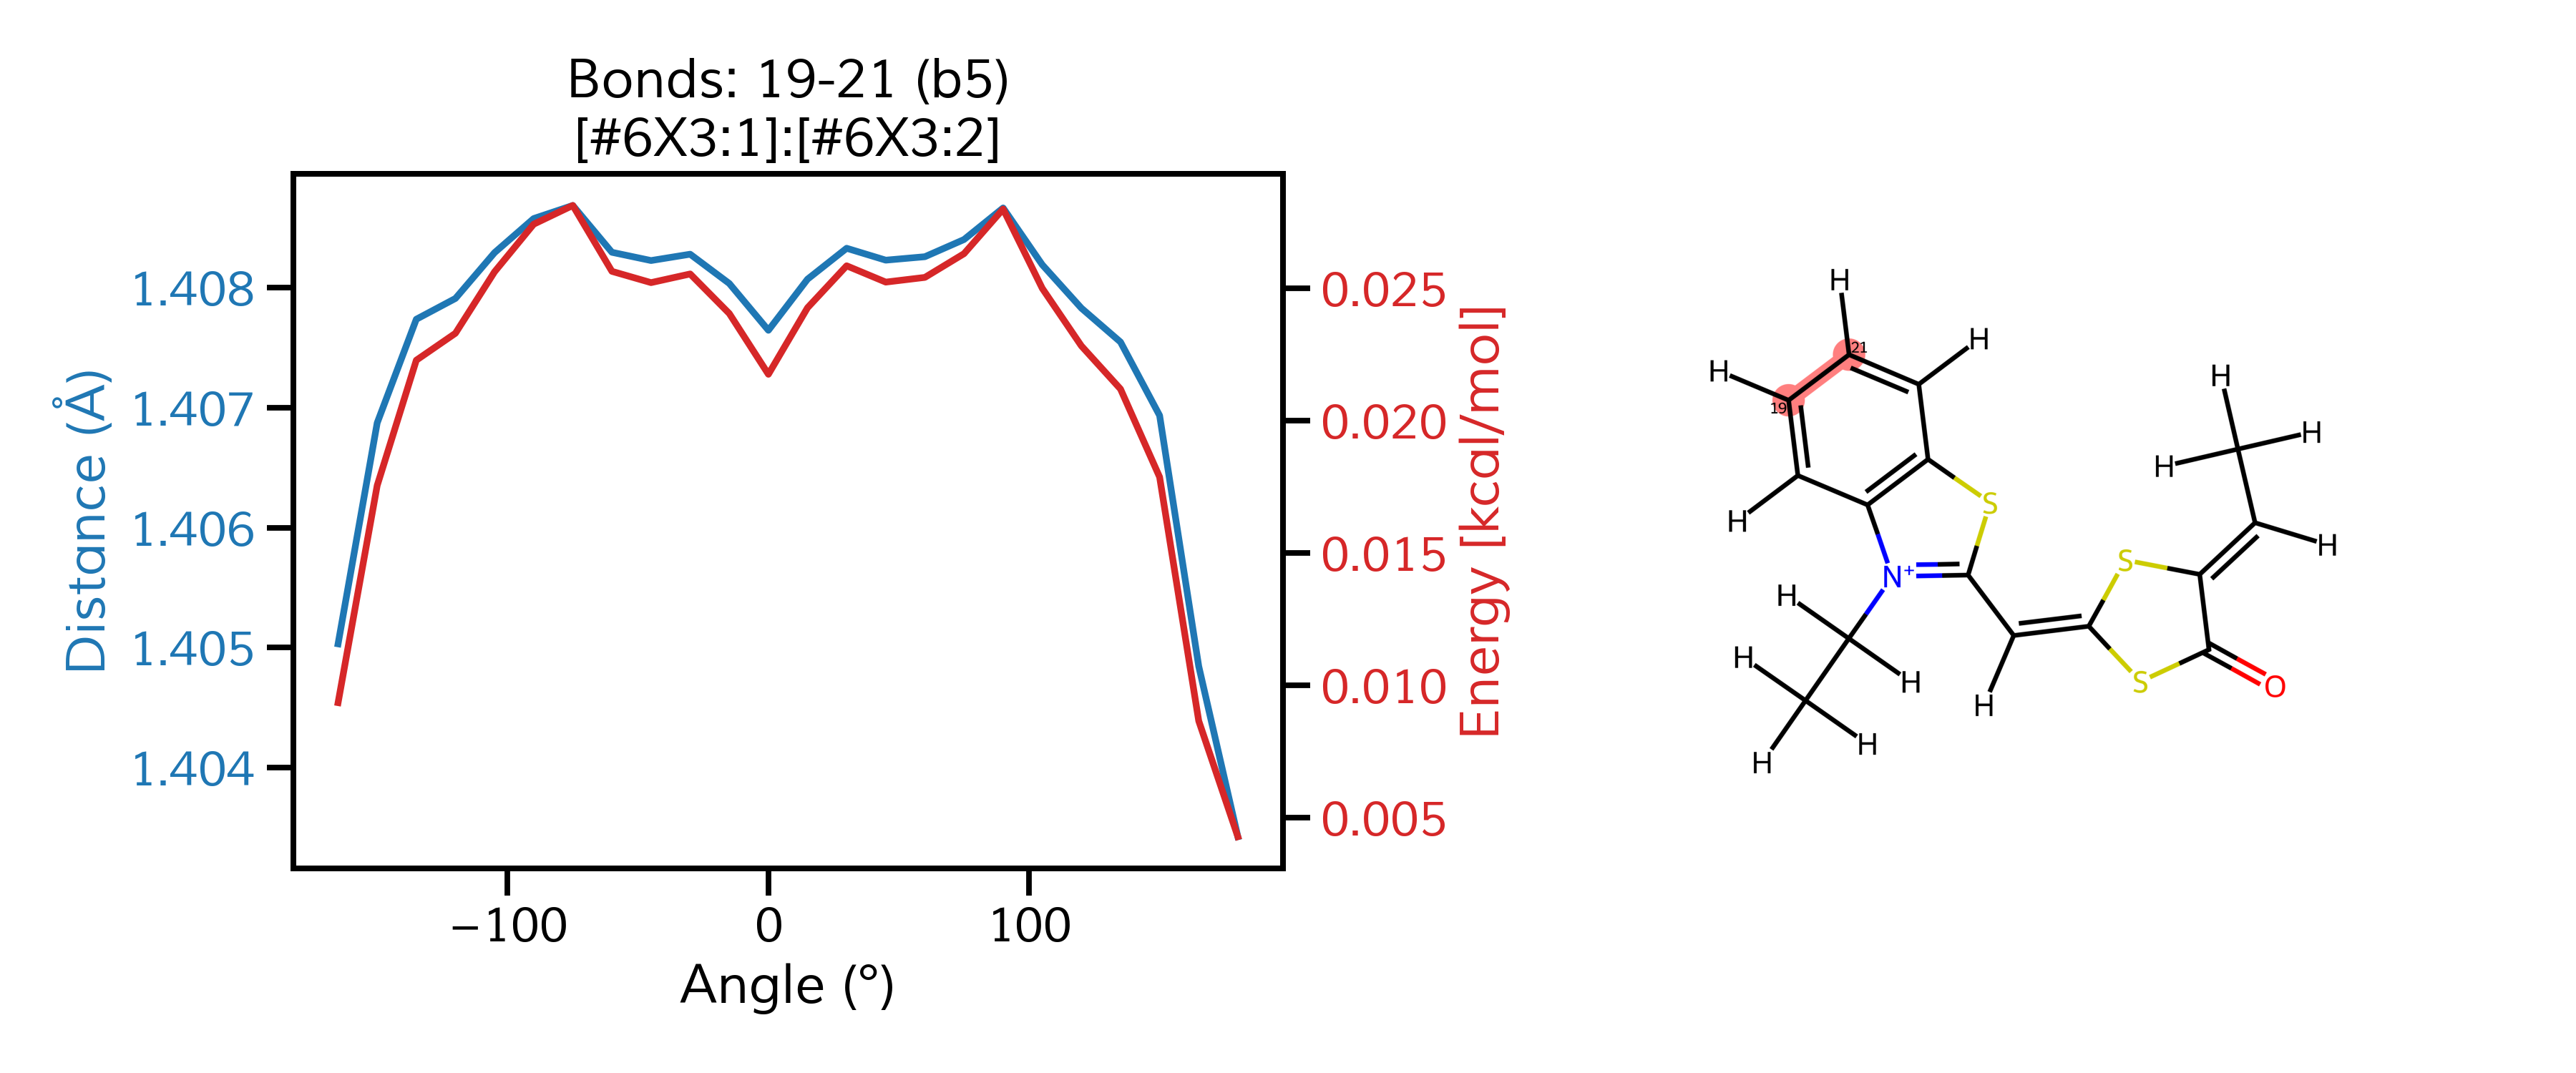 Bonds: 19-21 (b5)
[#6X3:1]:[#6X3:2]
Distance (Å)
1.408
1.407
1.406
1.405
1.404
0.025
0.020
0.015
0.010
0.005
Energy [kcal/mol]
−100
0
100
Angle (°)
H
H
21
H
19
H
S
N⁺
H
H
H
H
H
H
H
S
S
O
H
H
H
H